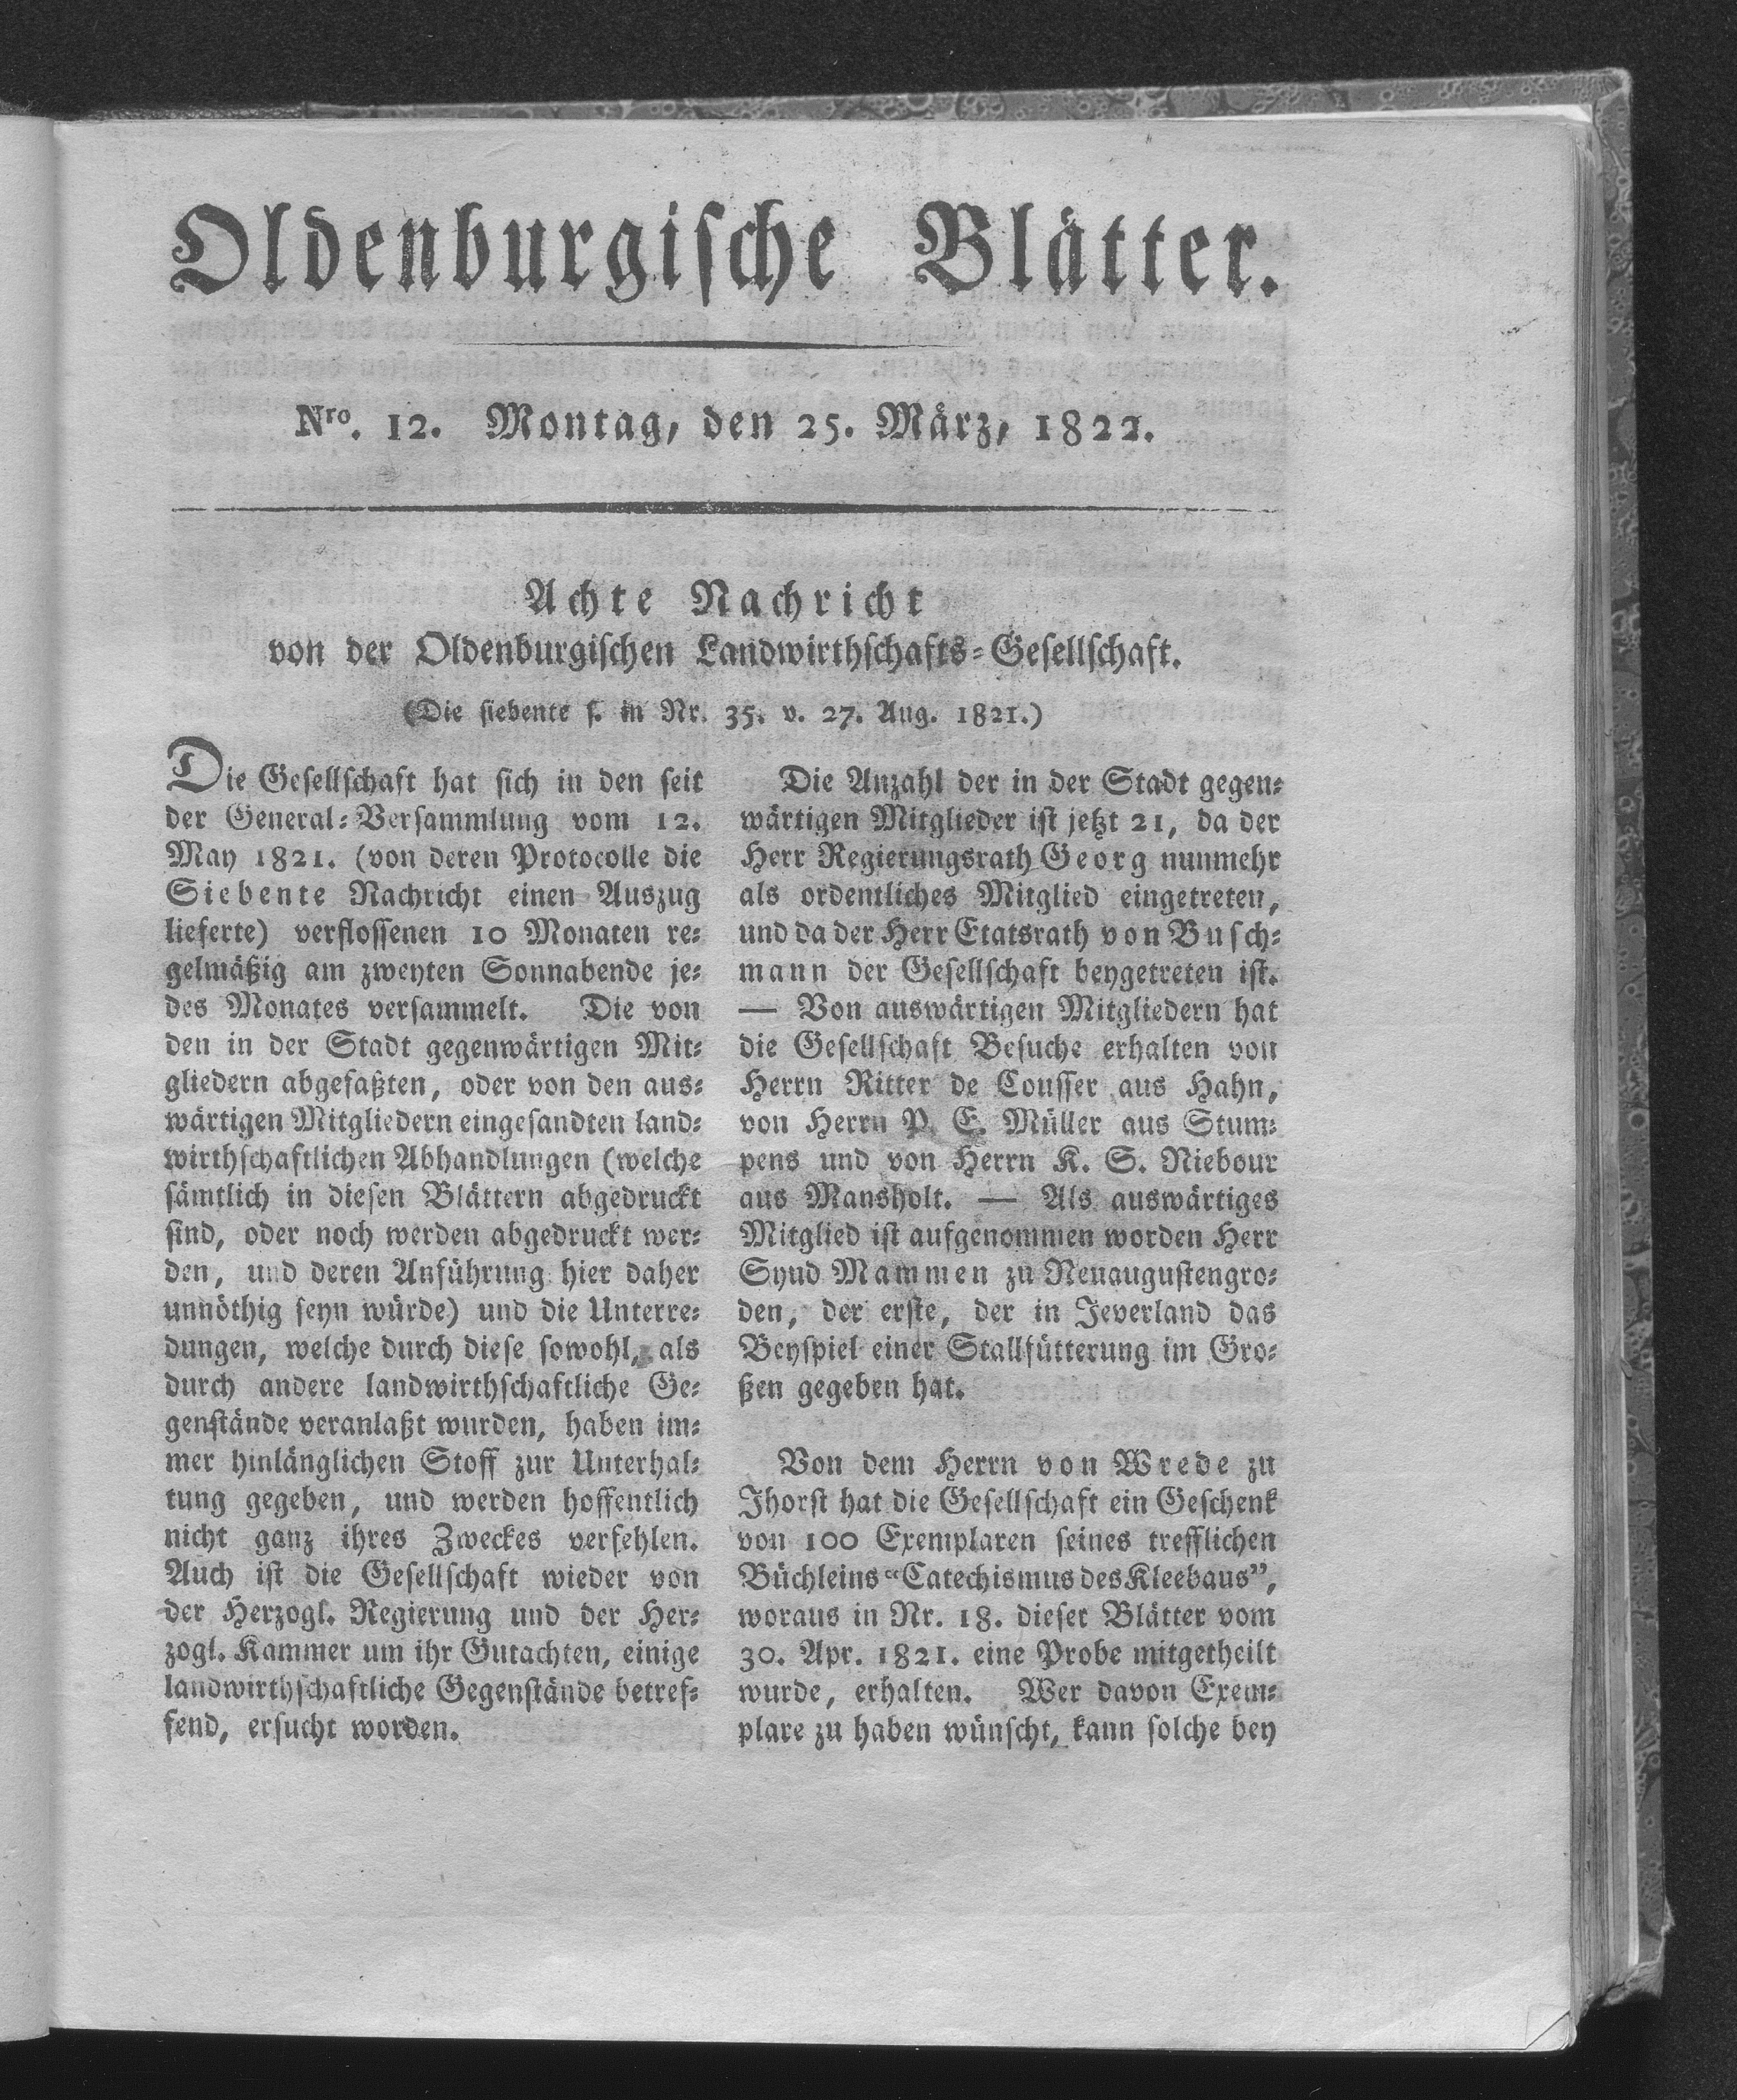 Oldenburgische Blätter.
Nro. 12. Montag, den 25. März, 1822.
Achte Nachricht
von der Oldenburgischen Landwirthschafts-Gesellschaft.
(Die siebente s. in Nr. 35. v. 27. Aug. 1821.)
Die Gesellschaft hat sich in den seit
der General-Versammlung vom 12.
May 1821. (von deren Protocolle die
Siebente Nachricht einen Auszug
lieferte) verflossenen 10 Monaten re-
gelmäßig am zweyten Sonnabende je-
des Monates versammelt. Die von
den in der Stadt gegenwärtigen Mit-
gliedern abgefaßten, oder von den aus-
wärtigen Mitgliedern eingesandten land-
wirthschaftlichen Abhandlungen (welche
sämtlich in diesen Blättern abgedruckt
sind, oder noch werden abgedruckt wer-
den, und deren Anführung hier daher
unnöthig seyn würde) und die Unterre-
dungen, welche durch diese sowohl, als
durch andere landwirthschaftliche Ge-
genstände veranlaßt wurden, haben im-
mer hinlänglichen Stoff zur Unterhal-
tung gegeben, und werden hoffentlich
nicht ganz ihres Zweckes verfehlen.
Auch ist die Gesellschaft wieder von
der Herzogl. Regierung und der Her-
zogl. Kammer um ihr Gutachten, einige
landwirthschaftliche Gegenstände betref-
fend, ersucht worden.
Die Anzahl der in der Stadt gegen-
wärtigen Mitglieder ist jetzt 21, da der
Herr Regierungsrath Georg nunmehr
als ordentliches Mitglied eingetreten,
und da der Herr Etatsrath von Busch-
mann der Gesellschaft beygetreten ist.
— Von auswärtigen Mitgliedern hat
die Gesellschaft Besuche erhalten von
Herrn Ritter de Cousser aus Hahn,
von Herrn P. E. Müller aus Stum-
pens und von Herrn K. S. Niebour
aus Mansholt. — Als auswärtiges
Mitglied ist aufgenommen worden Herr
Synd Mammen zu Neuaugustengro-
den, der erste, der in Jeverland das
Beyspiel einer Stallfütterung im Gro-
ßen gegeben hat.
Von dem Herrn von Wrede zu
Ihorst hat die Gesellschaft ein Geschenk
von 100 Exemplaren seines trefflichen
Büchleins “Catechismus des Kleebaus”,
woraus in Nr. 18. dieser Blätter vom
30. Apr. 1821. eine Probe mitgetheilt
wurde, erhalten. Wer davon Exem-
plare zu haben wünscht, kann solche bey